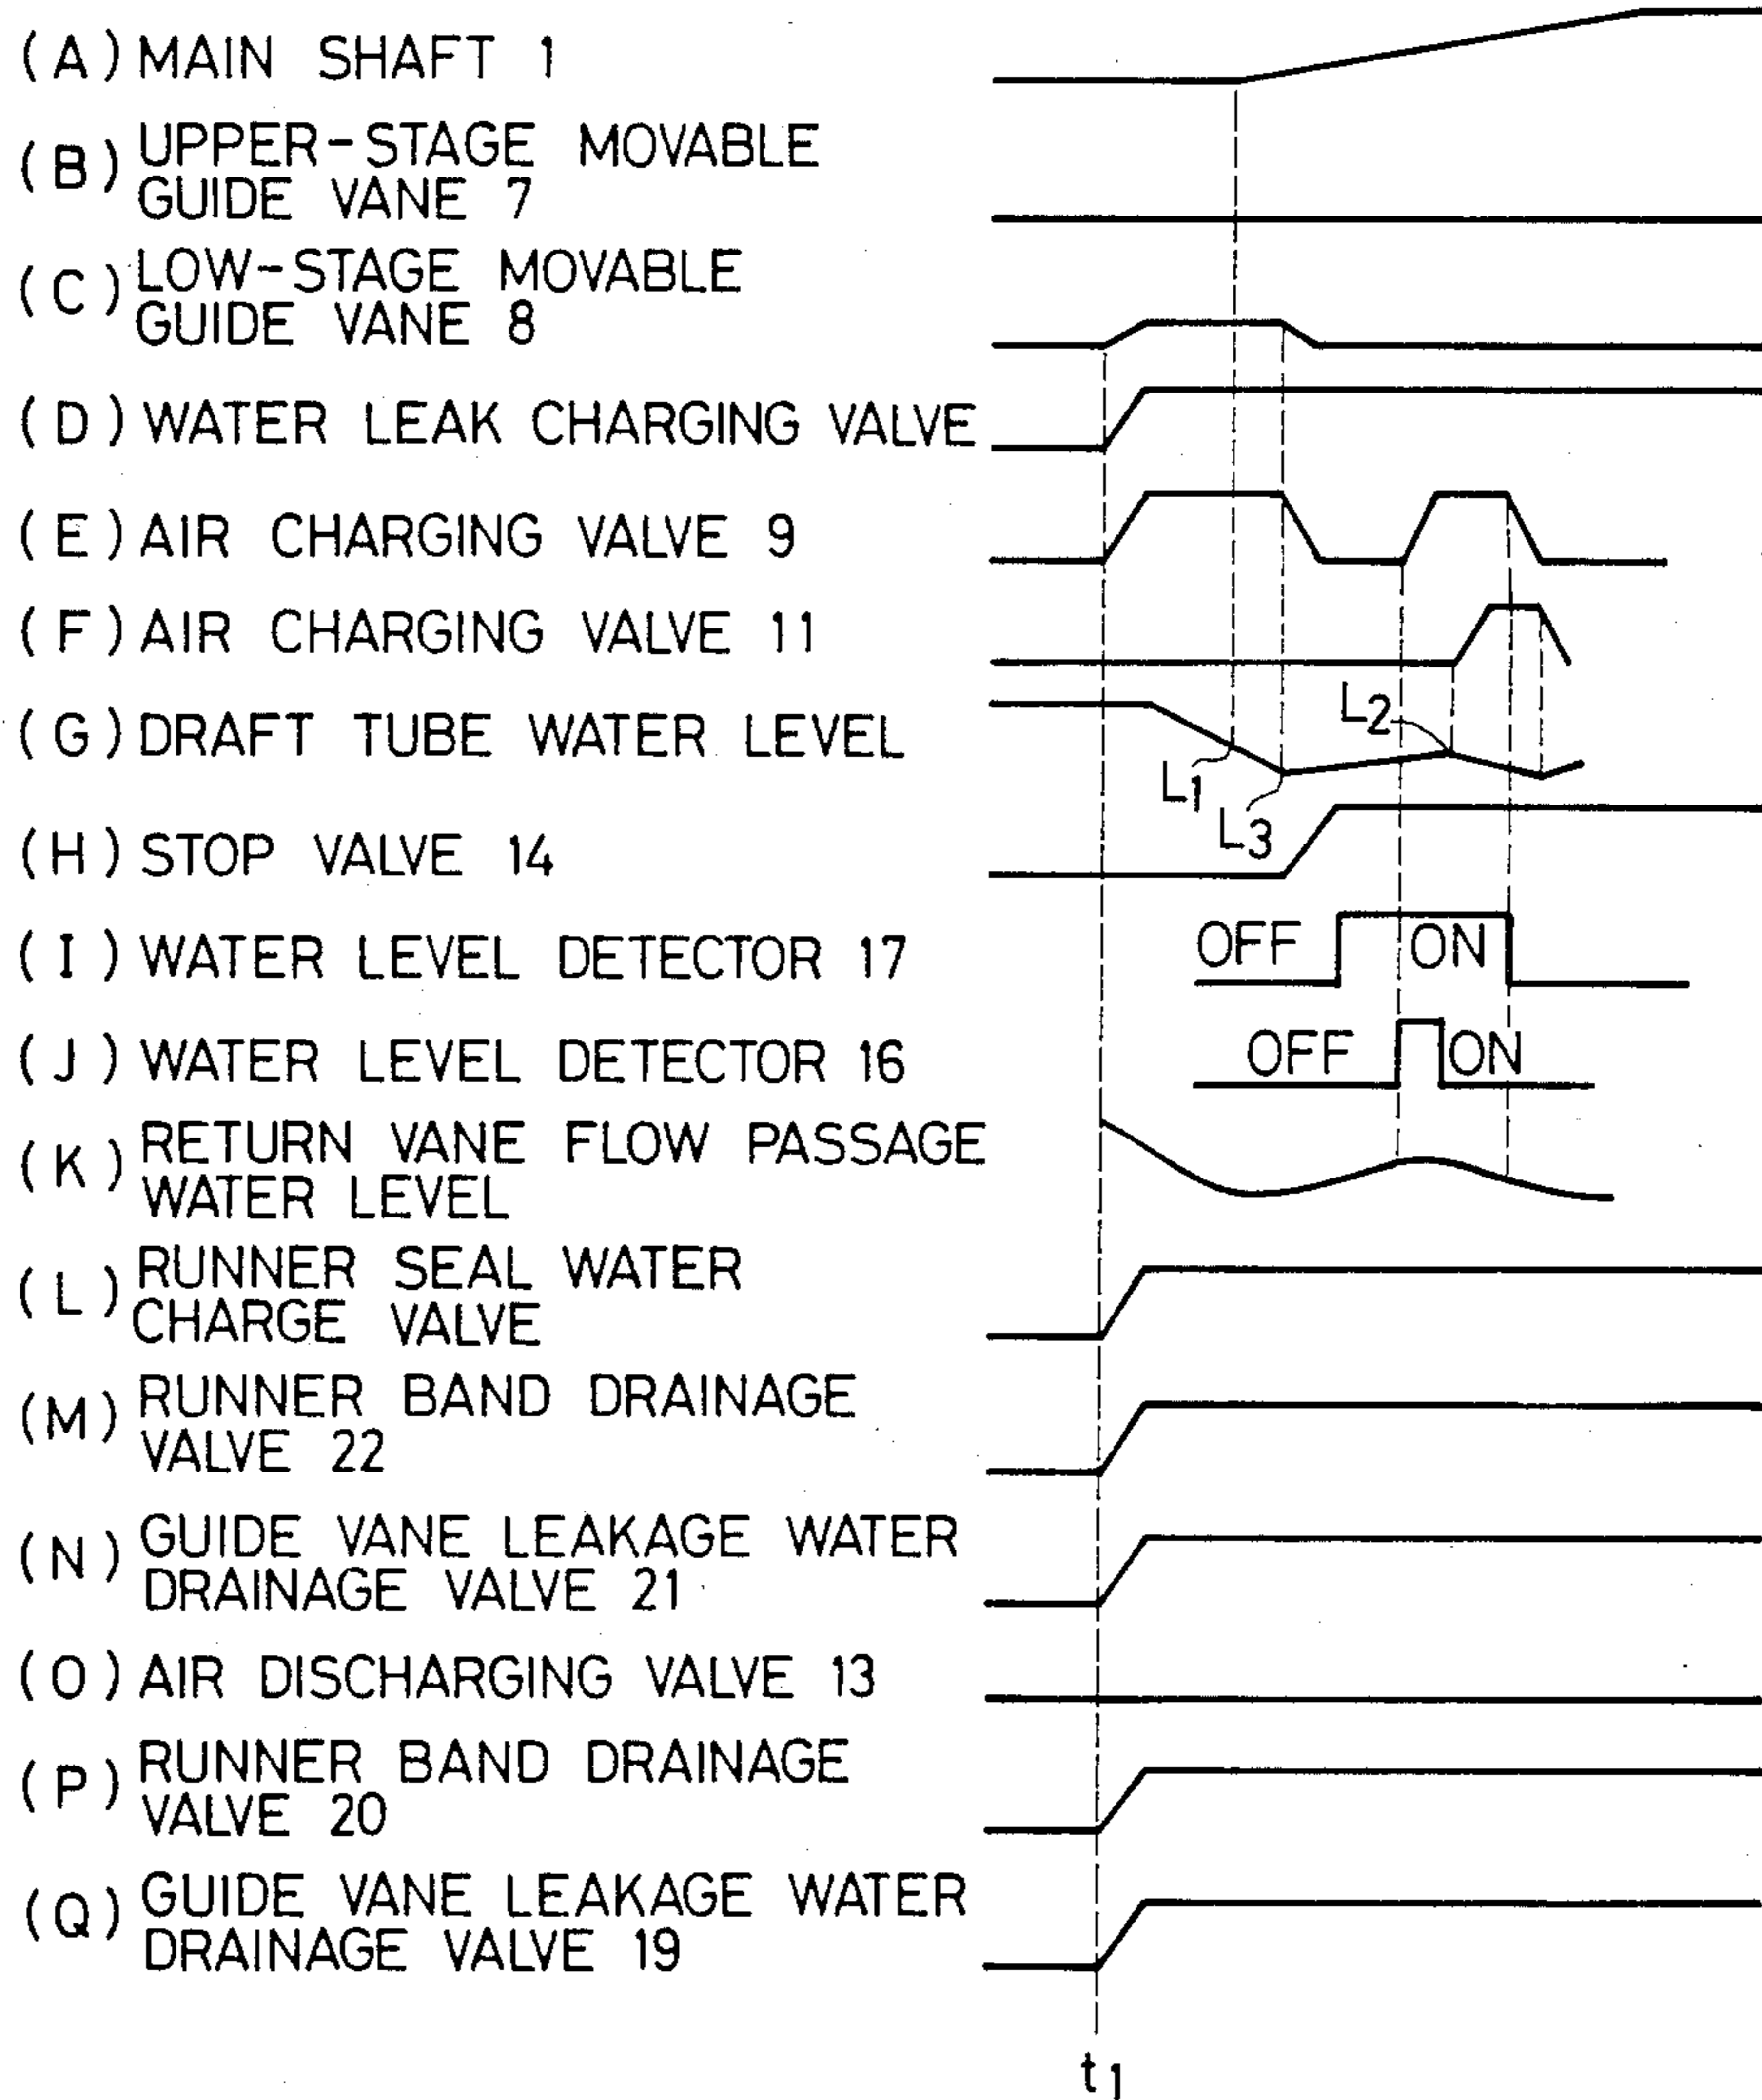 (A) MAIN SHAFT 1
(B) UPPER-STAGE MOVABLE
GUIDE VANE 7
(C) LOW-STAGE MOVABLE
GUIDE VANE 8
(D) WATER LEAK CHARGING VALVE
(E) AIR CHARGING VALVE 9
(F) AIR CHARGING VALVE 11
(G) DRAFT TUBE WATER LEVEL
L2
L1
L3
(H) STOP VALVE 14
(I) WATER LEVEL DETECTOR 17
OFF ON
(J) WATER LEVEL DETECTOR 16
OFF ON
(K) RETURN VANE FLOW PASSAGE
WATER LEVEL
(L) RUNNER SEAL WATER
CHARGE VALVE
(M) RUNNER BAND DRAINAGE
VALVE 22
(N) GUIDE VANE LEAKAGE WATER
DRAINAGE VALVE 21
(O) AIR DISCHARGING VALVE 13
(P) RUNNER BAND DRAINAGE
VALVE 20
(Q) GUIDE VANE LEAKAGE WATER
DRAINAGE VALVE 19
t1